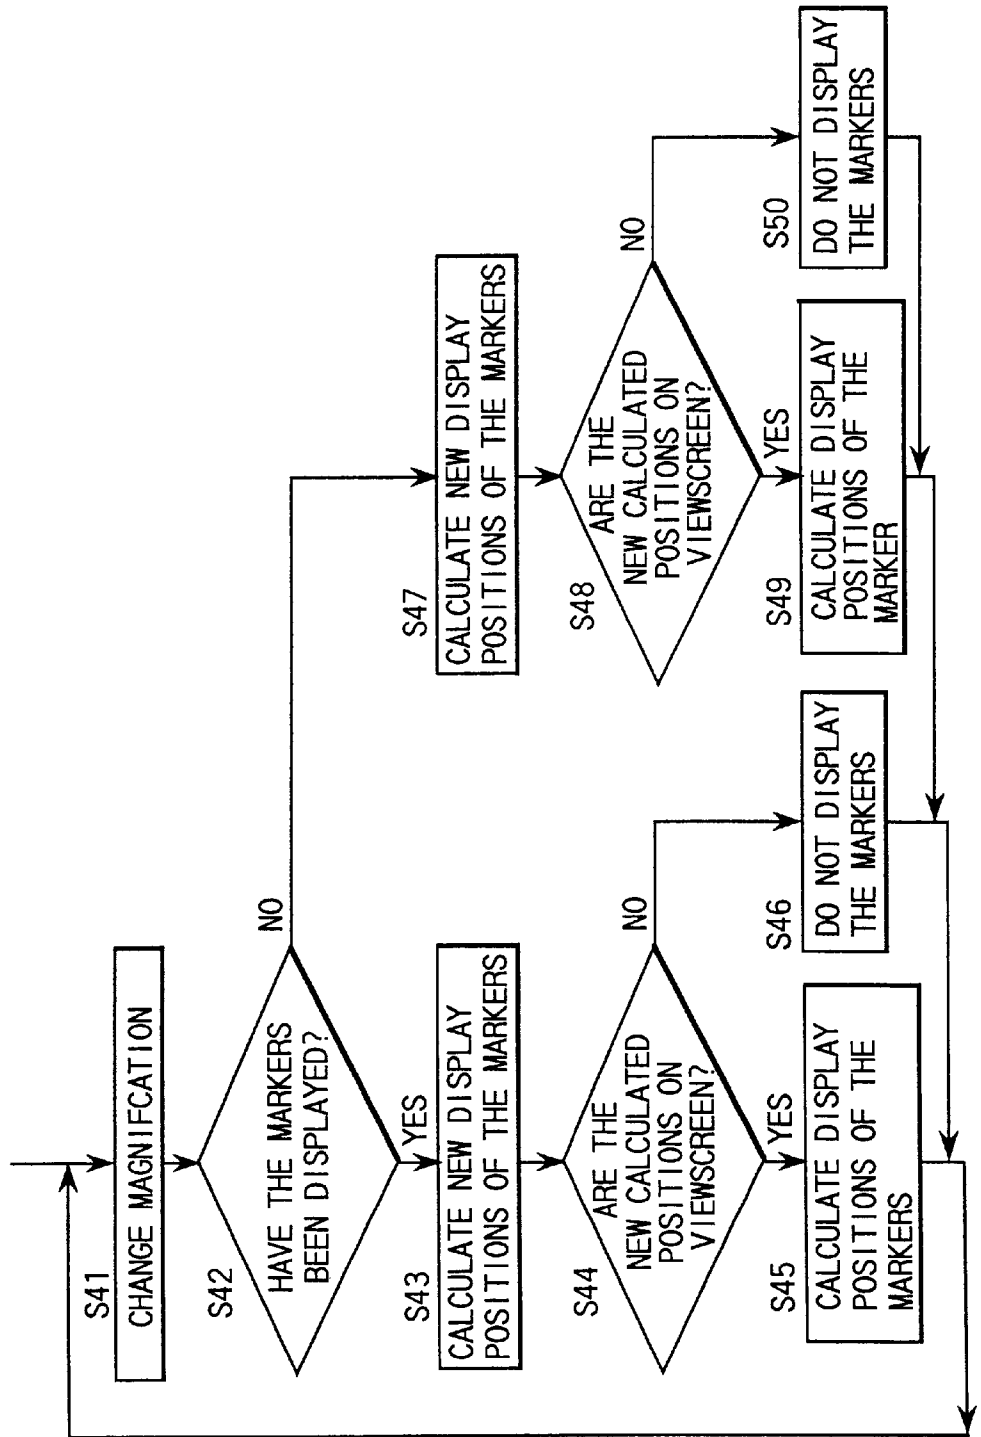 S41
CHANGE MAGNIFCATION
S42
HAVE THE MARKERS
BEEN DISPLAYED?
NO
YES
S43
CALCULATE NEW DISPLAY
POSITIONS OF THE MARKERS
S44
ARE THE
NEW CALCULATED
POSITIONS ON
VIEWSCREEN?
NO
YES
S45
CALCULATE DISPLAY
POSITIONS OF THE
MARKERS
S46
DO NOT DISPLAY
THE MARKERS
S47
CALCULATE NEW DISPLAY
POSITIONS OF THE MARKERS
S48
ARE THE
NEW CALCULATED
POSITIONS ON
VIEWSCREEN?
NO
YES
S49
CALCULATE DISPLAY
POSITIONS OF THE
MARKER
S50
DO NOT DISPLAY
THE MARKERS